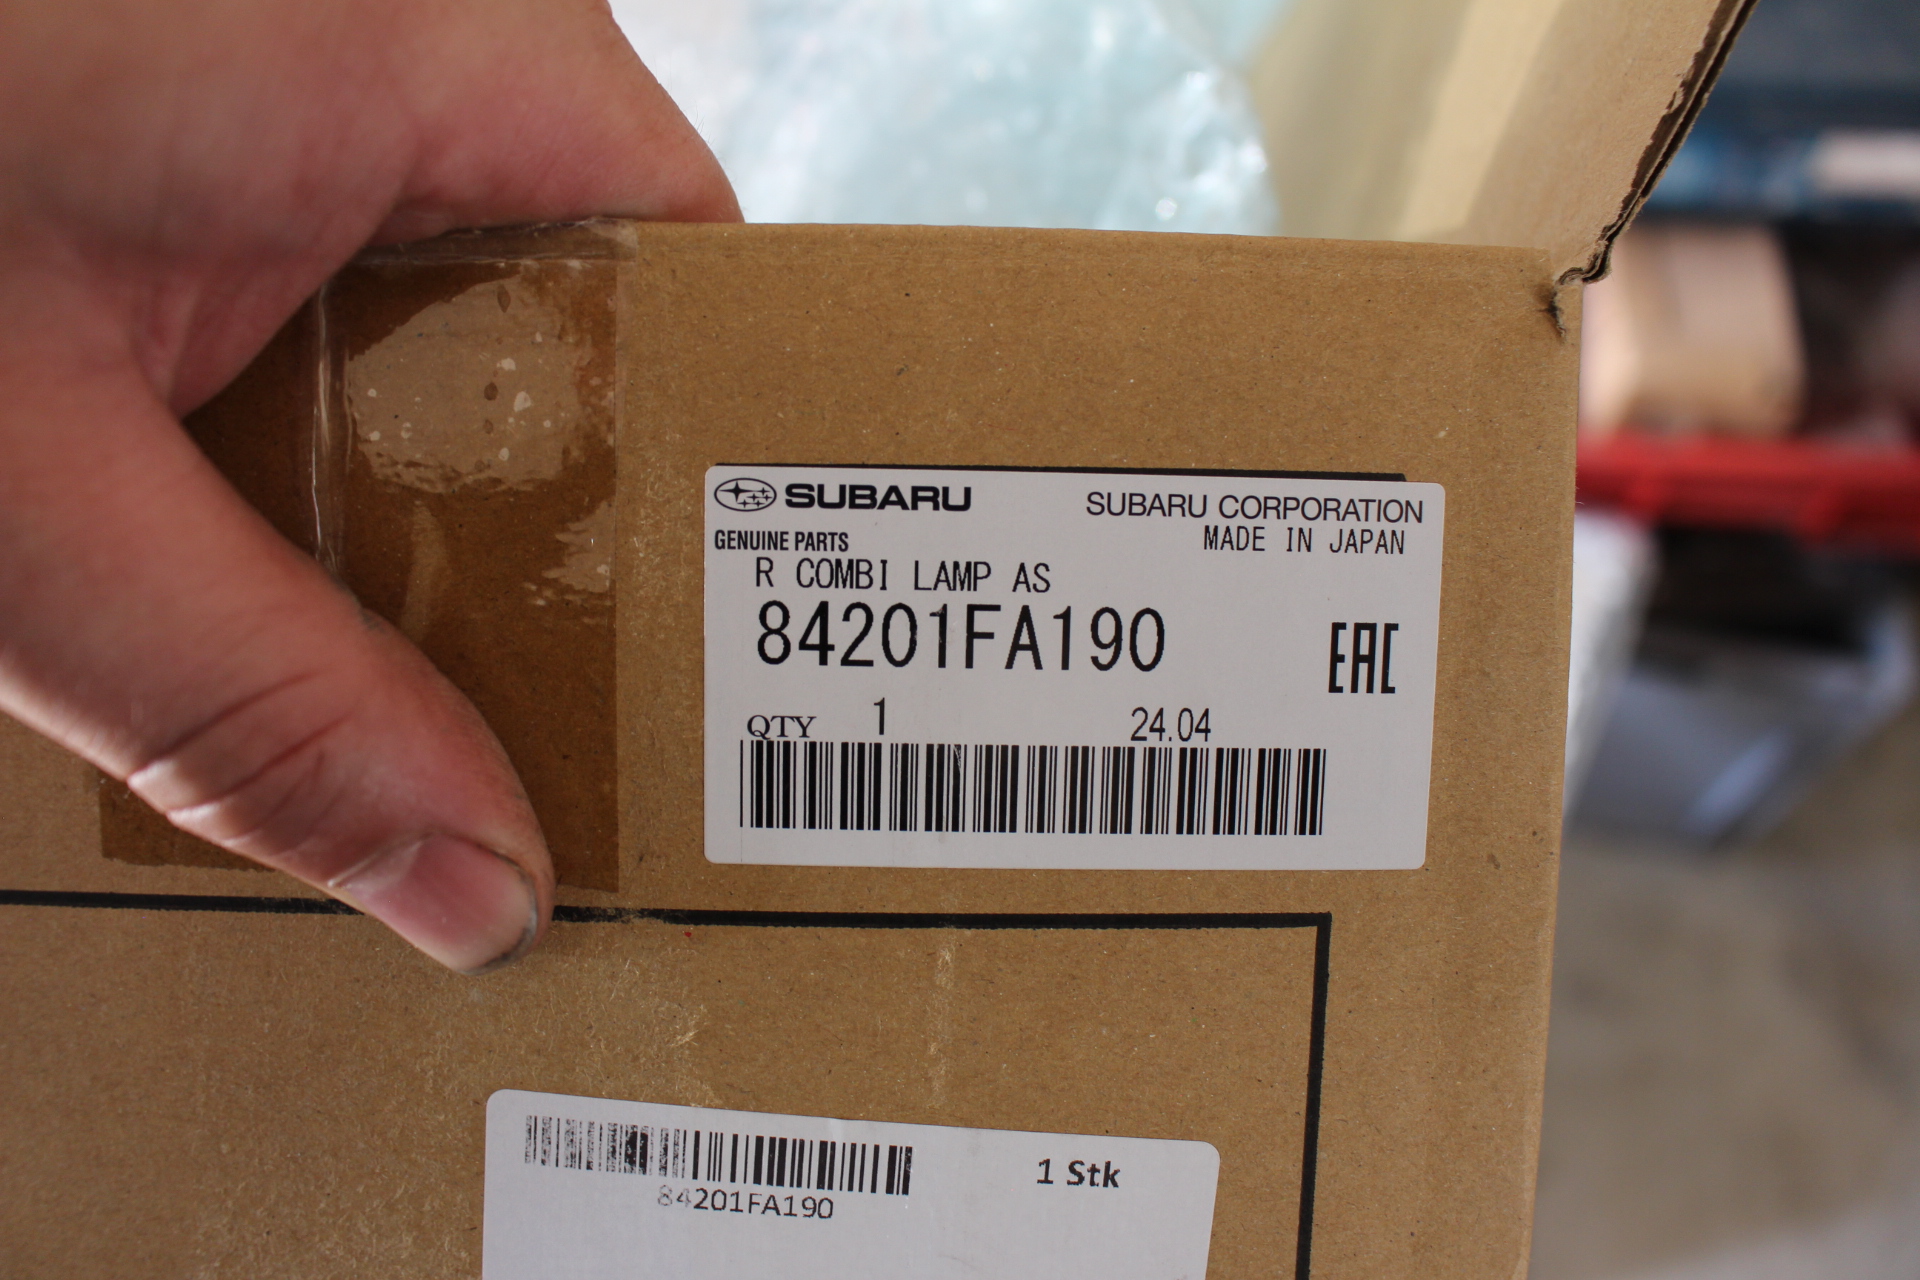 SUBARU
SUBARU CORPORATION
GENUINE PARTS
MADE IN JAPAN
R COMBI LAMP AS
84201FA190
EAC
QTY 1 24.04
1 Stk
84201FA190